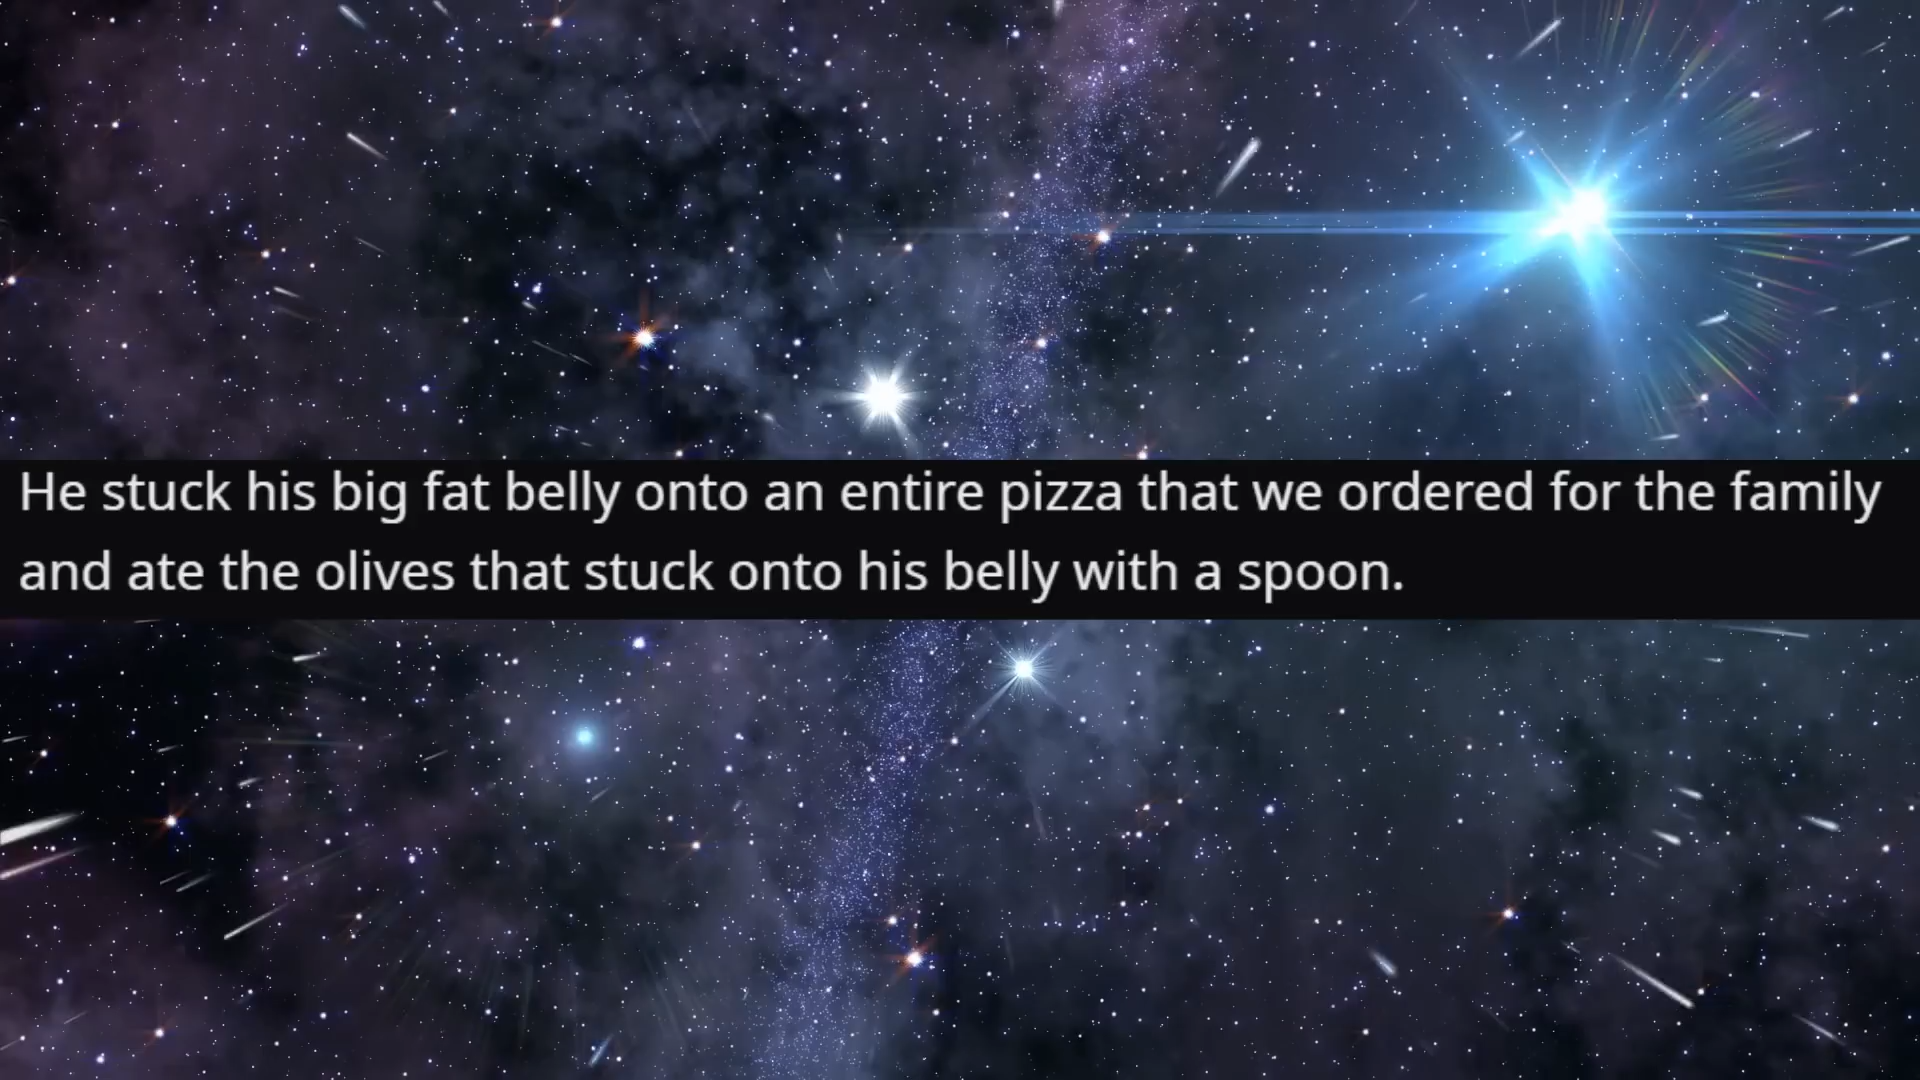 He stuck his big fat belly onto an entire pizza that we ordered for the family
and ate the olives that stuck onto his belly with a spoon.